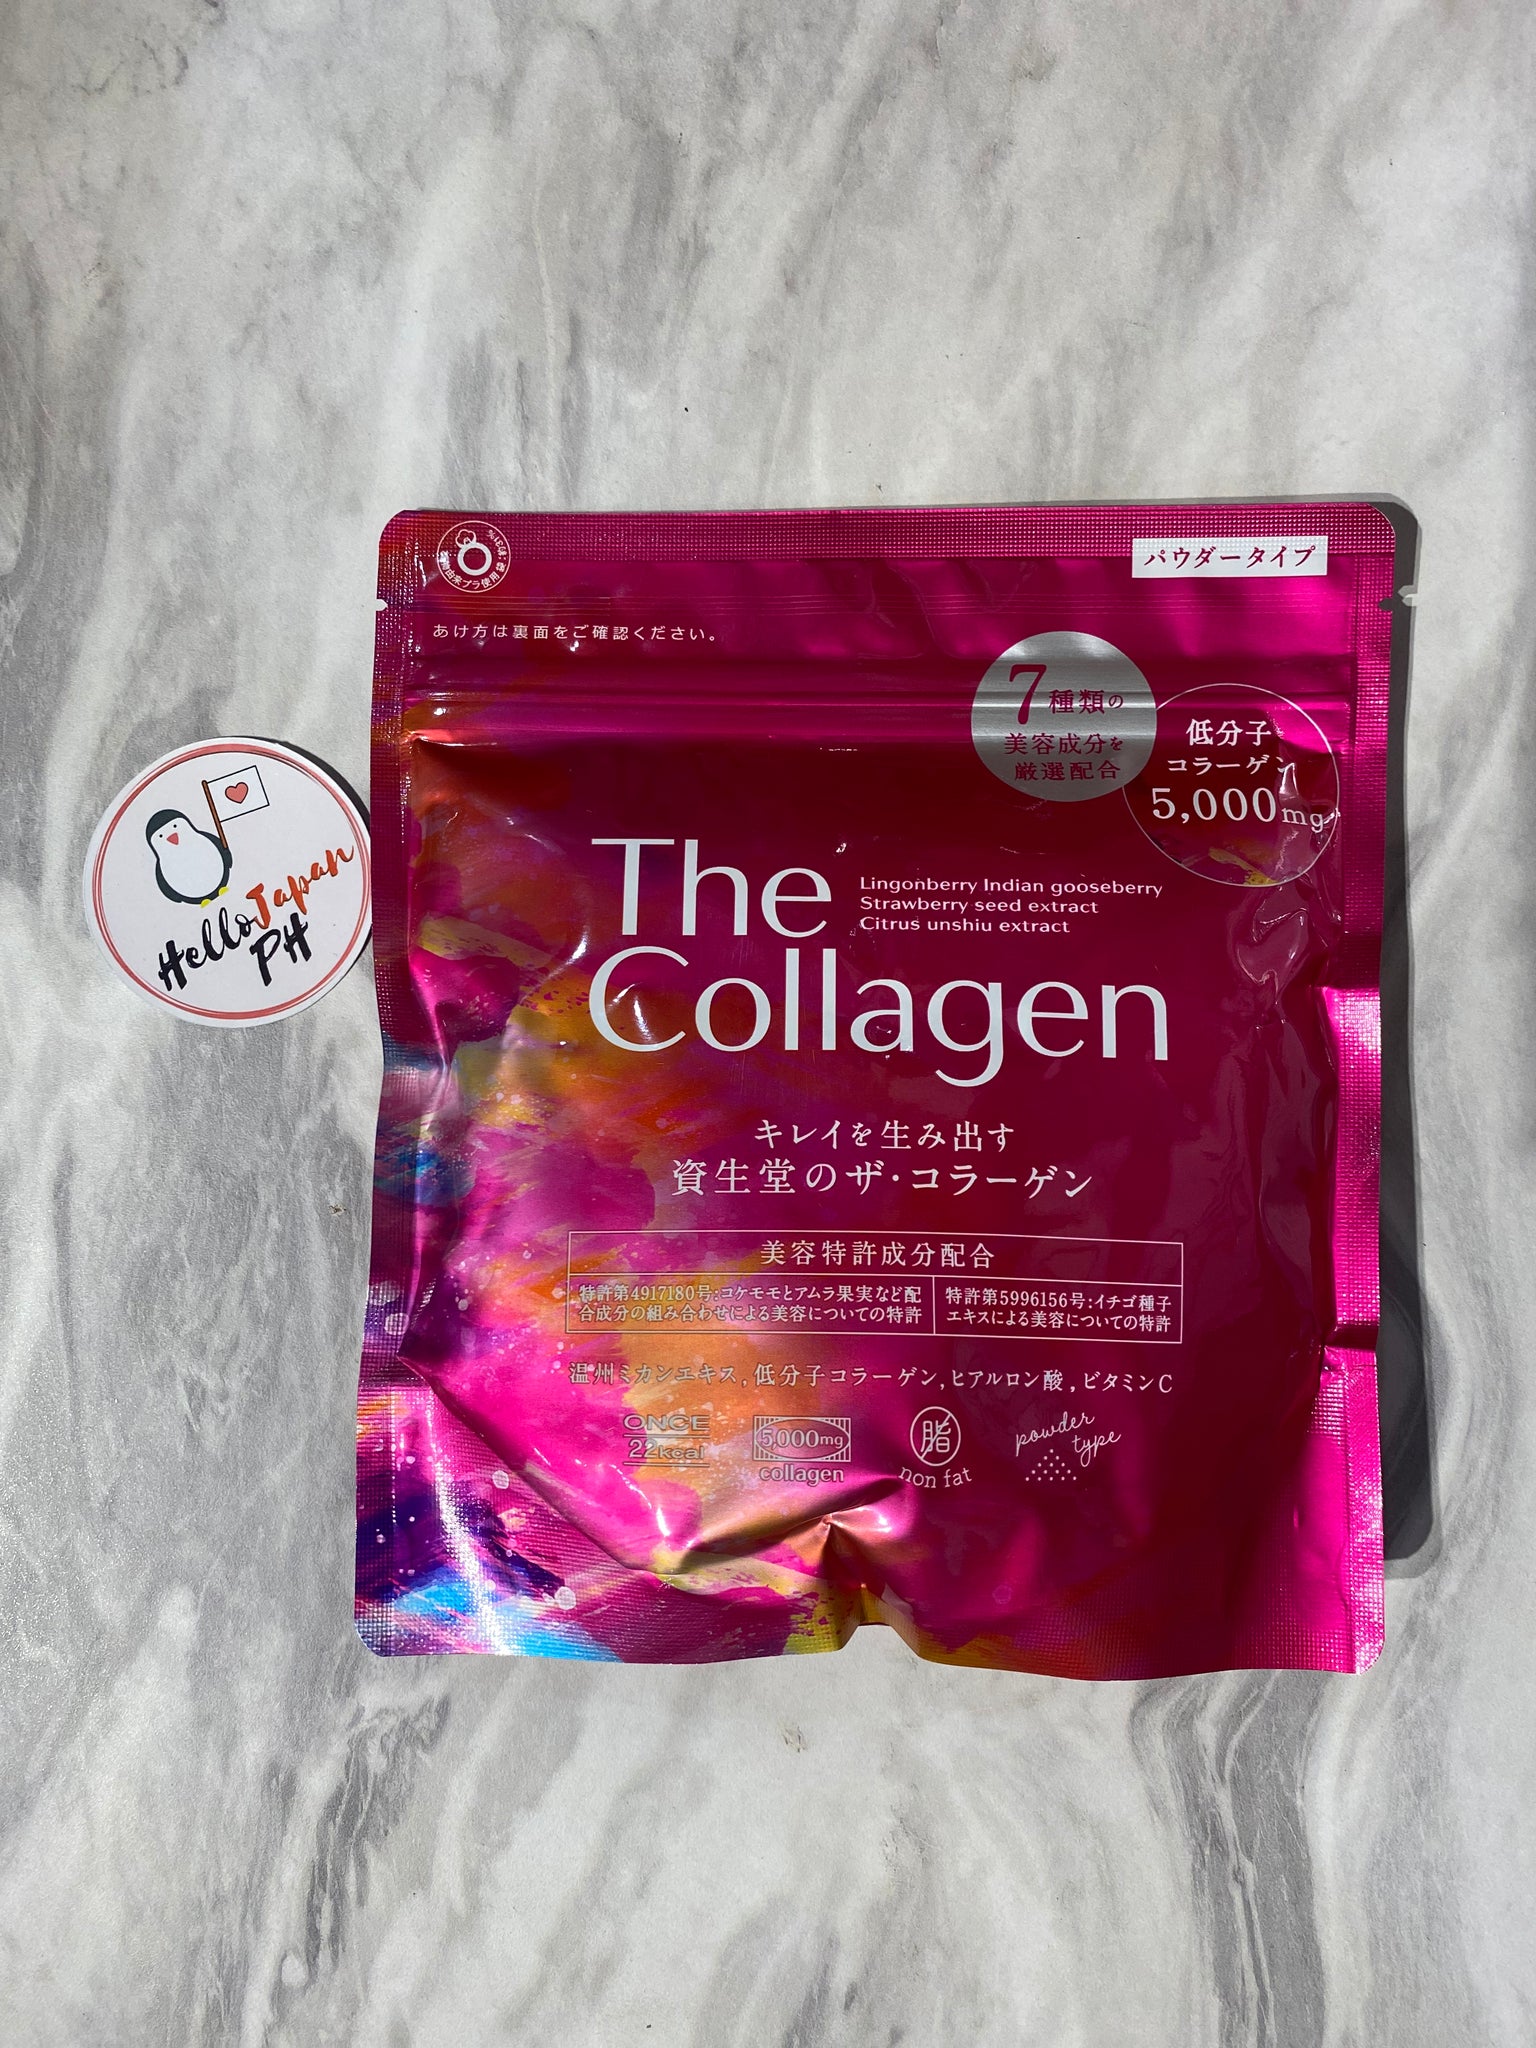 パウダータイプ
あけ方は裏面をご確認ください。
7種類の
美容成分を
厳選配合
低分子
コラーゲン
5,000mg
The
Collagen
Lingonberry Indian gooseberry
Strawberry seed extract
Citrus unshiu extract
Hello Japan
PH
キレイを生み出す
資生堂のザ・コラーゲン
美容特許成分配合
特許第4917180号:コケモモとアムラ果実など配
合成分の組み合わせによる美容についての特許
特許第5996156号:イチゴ種子
エキスによる美容についての特許
温州ミカンエキス,低分子コラーゲン,ヒアルロン酸,ビタミンC
ONCE
22kcal
5,000mg
collagen
脂
non fat
powder
type